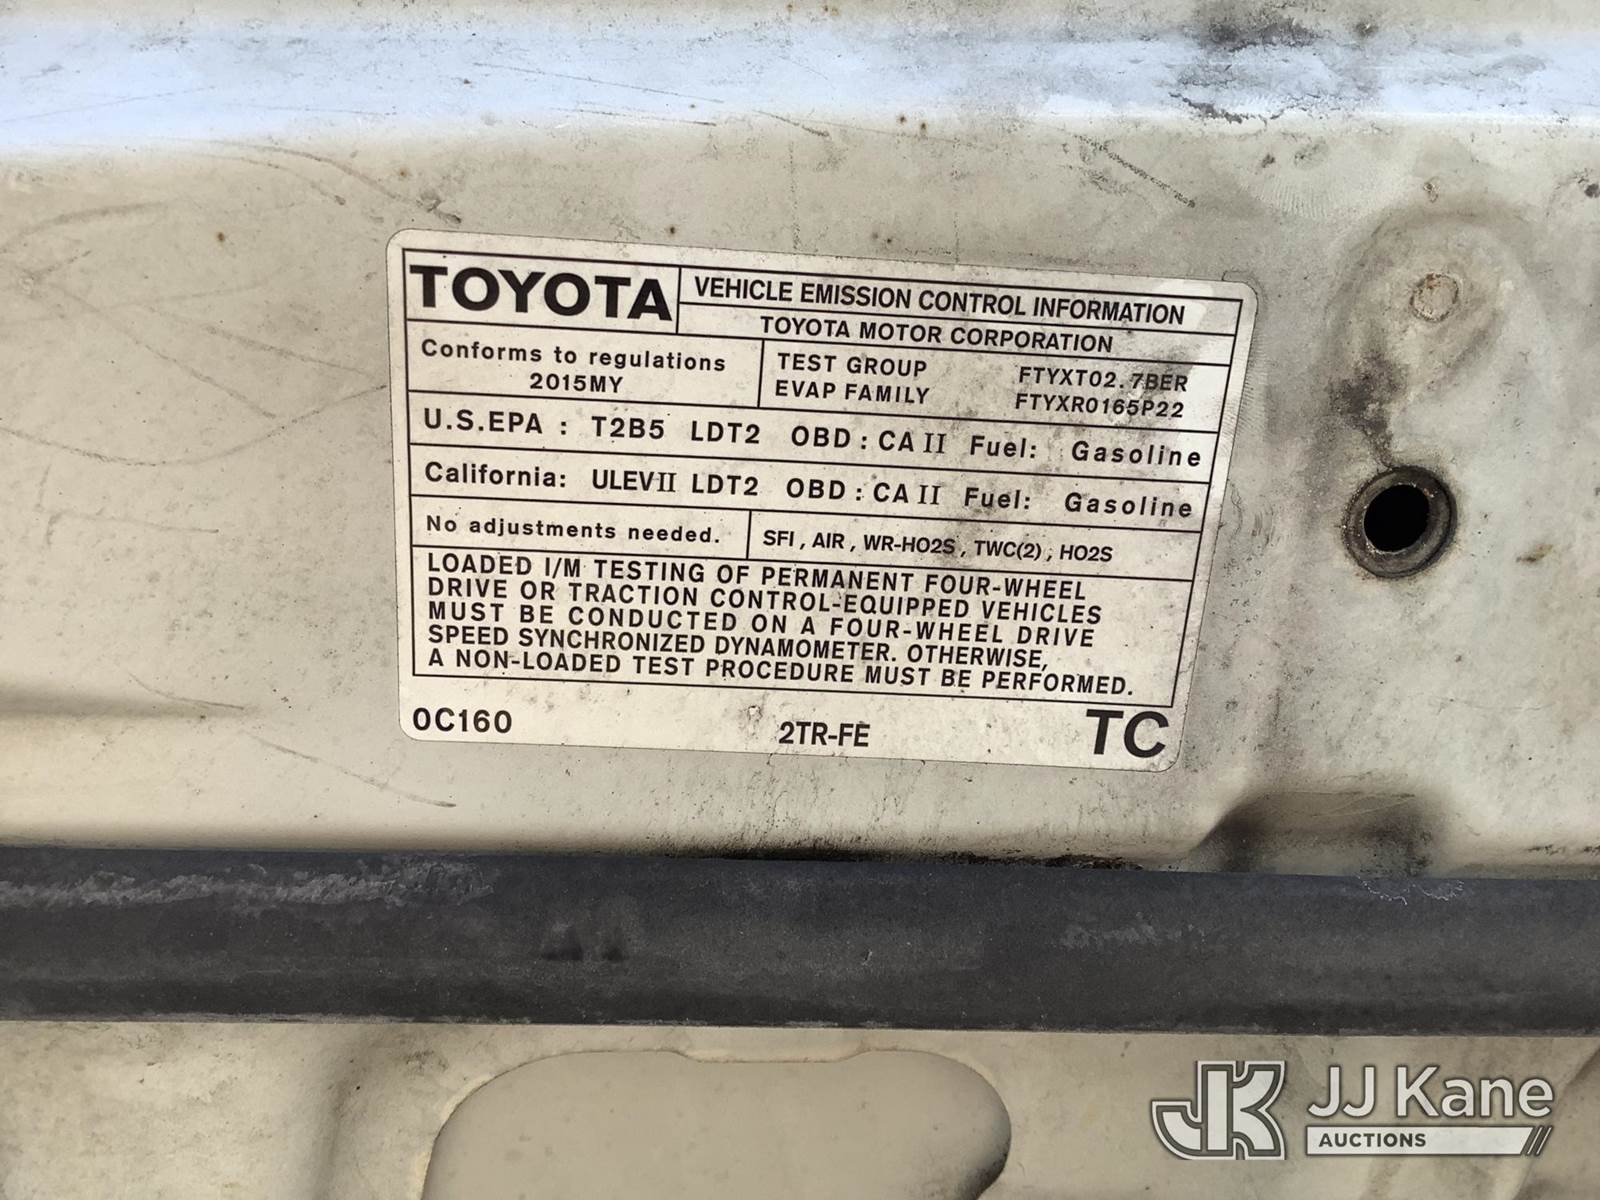 TOYOTA
VEHICLE EMISSION CONTROL INFORMATION
TOYOTA MOTOR CORPORATION
Conforms to regulations
2015MY
TEST GROUP FTYXT02.7BER
EVAP FAMILY FTYXR0165P22
U.S.EPA : T2B5 LDT2 OBD : CA II Fuel: Gasoline
California: ULEVII LDT2 OBD : CA II Fuel: Gasoline
No adjustments needed.
SFI , AIR , WR-HO2S , TWC(2) , HO2S
LOADED I/M TESTING OF PERMANENT FOUR-WHEEL
DRIVE OR TRACTION CONTROL-EQUIPPED VEHICLES
MUST BE CONDUCTED ON A FOUR-WHEEL DRIVE
SPEED SYNCHRONIZED DYNAMOMETER. OTHERWISE,
A NON-LOADED TEST PROCEDURE MUST BE PERFORMED.
0C160 2TR-FE TC
JK JJ Kane
AUCTIONS